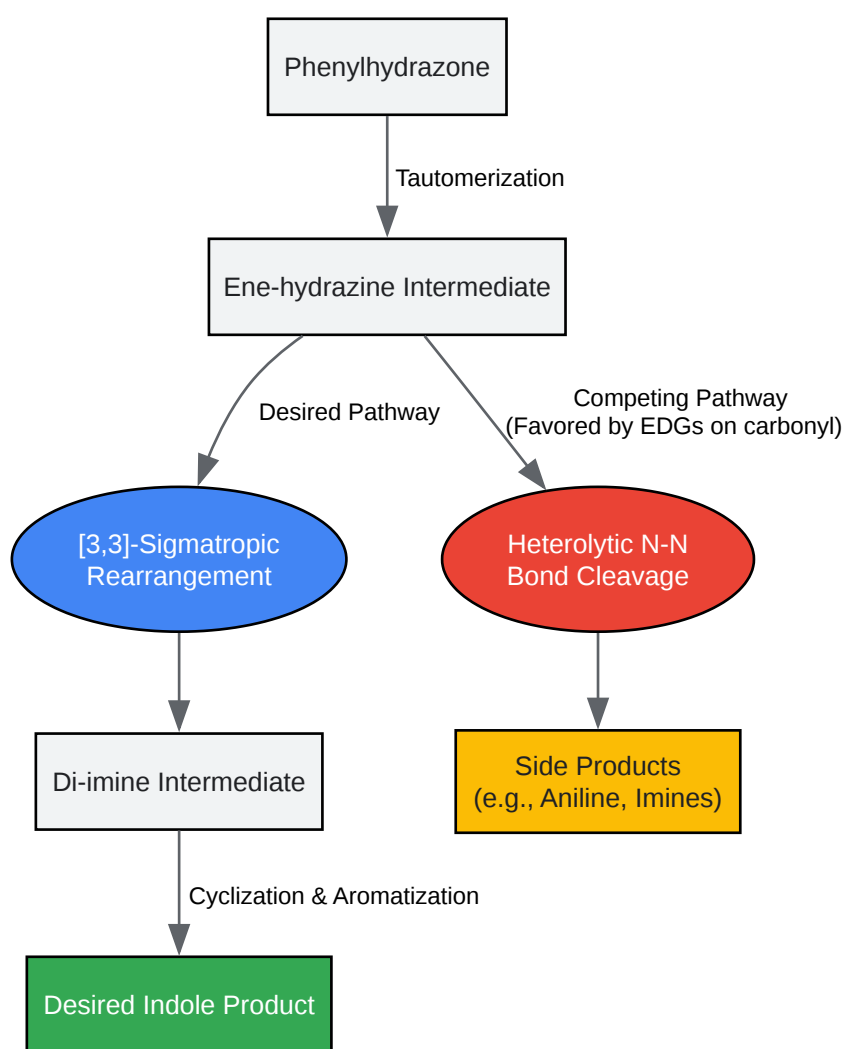 Phenylhydrazone
Tautomerization
Ene-hydrazine Intermediate
Desired Pathway
Competing Pathway
(Favored by EDGs on carbonyl)
[3,3]-Sigmatropic
Rearrangement
Heterolytic N-N
Bond Cleavage
Di-imine Intermediate
Side Products
(e.g., Aniline, Imines)
Cyclization & Aromatization
Desired Indole Product